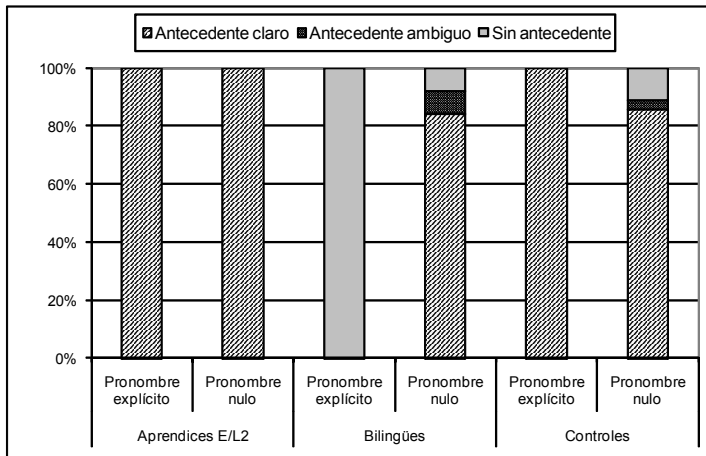 Antecedente claro Antecedente ambiguo Sin antecedente
100%
80%
60%
40%
20%
0%
Pronombre explícito
Pronombre nulo
Pronombre explícito
Pronombre nulo
Pronombre explícito
Pronombre nulo
Aprendices E/L2
Bilingües
Controles